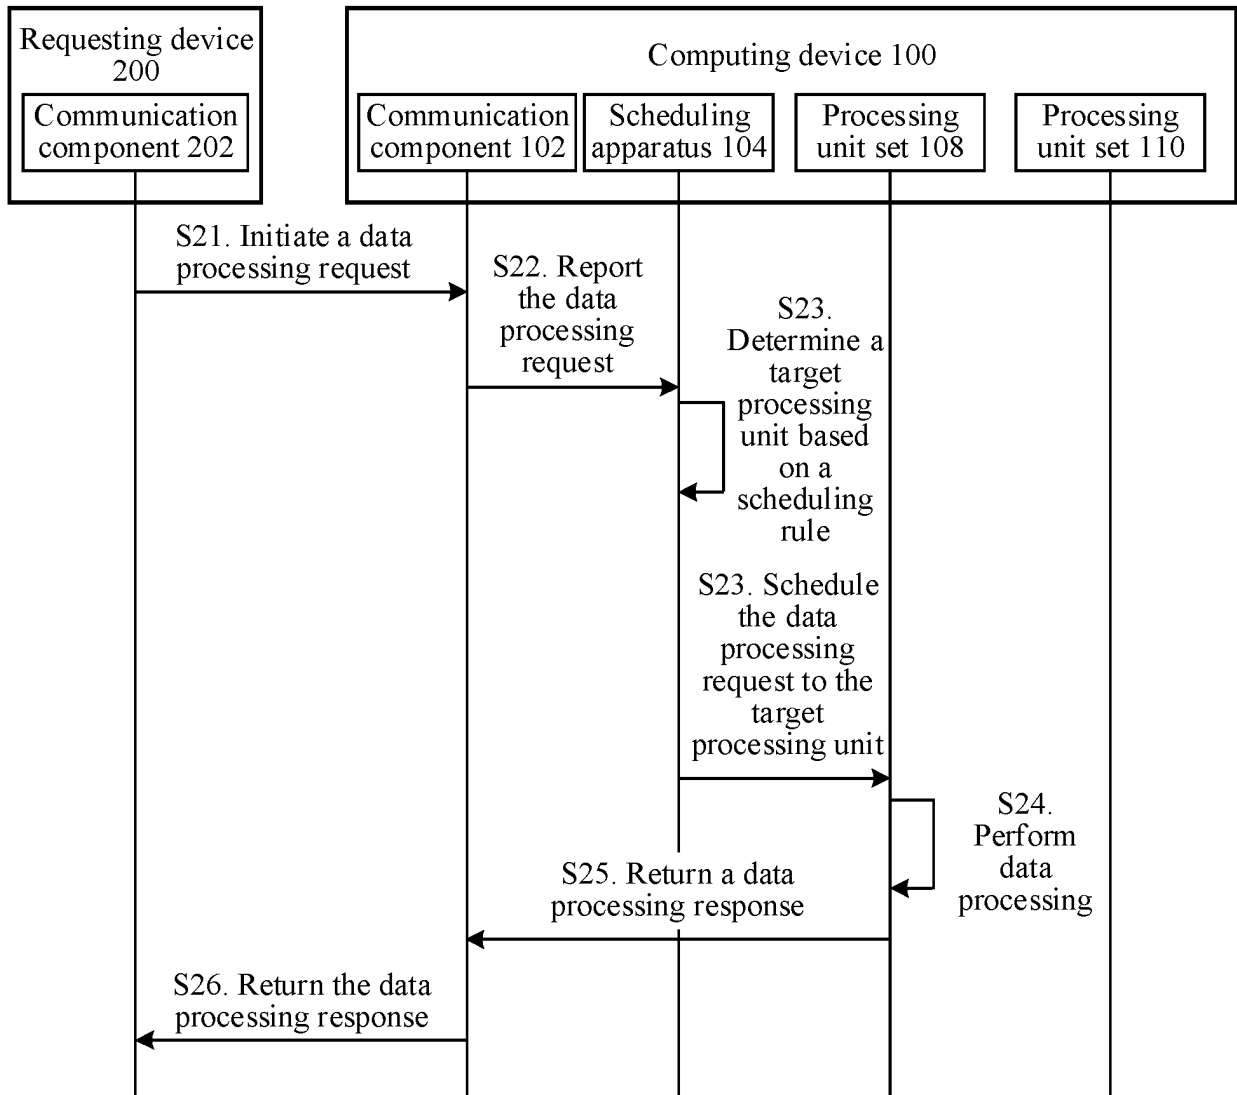 Requesting device
200
Communication
component 202
Computing device 100
Communication
component 102
Scheduling
apparatus 104
Processing
unit set 108
Processing
unit set 110
S21. Initiate a data
processing request
S22. Report
the data
processing
request
S23.
Determine a
target
processing
unit based
on a
scheduling
rule
S23. Schedule
the data
processing
request to the
target
processing unit
S24.
Perform
data
processing
S25. Return a data
processing response
S26. Return the data
processing response